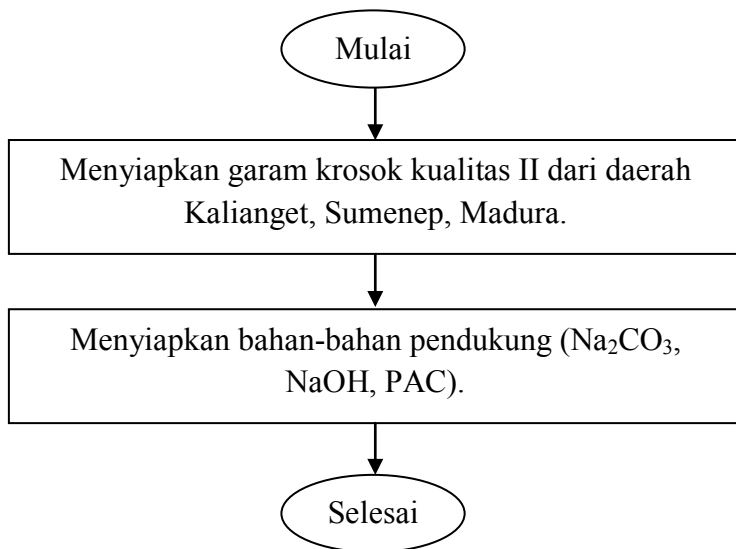 Mulai
Menyiapkan garam krosok kualitas II dari daerah
Kalianget, Sumenep, Madura.
Menyiapkan bahan-bahan pendukung (Na₂CO₃,
NaOH, PAC).
Selesai